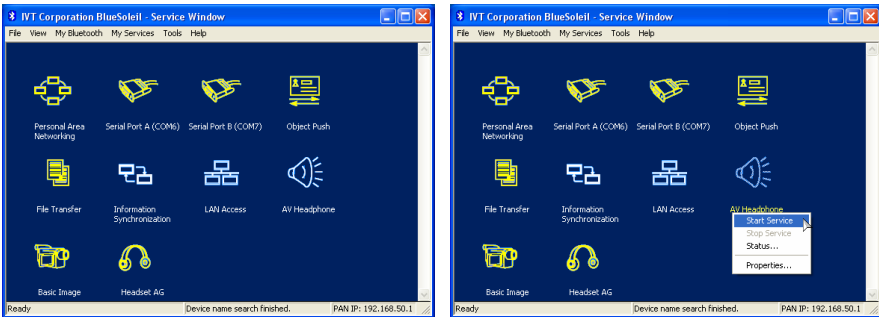 IVT Corporation BlueSoleil - Service Window
File View My Bluetooth My Services Tools Help
Personal Area
Networking
Serial Port A (COM6)
Serial Port B (COM7)
Object Push
File Transfer
Information
Synchronization
LAN Access
AV Headphone
Basic Image
Headset AG
Ready
Device name search finished.
PAN IP: 192.168.50.1
IVT Corporation BlueSoleil - Service Window
File View My Bluetooth My Services Tools Help
Personal Area
Networking
Serial Port A (COM6)
Serial Port B (COM7)
Object Push
File Transfer
Information
Synchronization
LAN Access
AV Headphone
Start Service
Stop Service
Status...
Properties...
Basic Image
Headset AG
Ready
Device name search finished.
PAN IP: 192.168.50.1